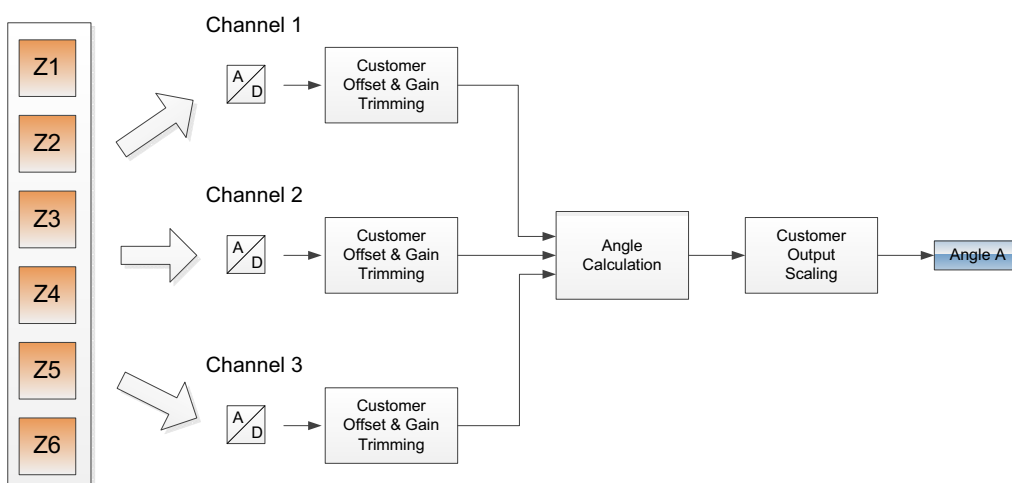 Z1
Z2
Z3
Z4
Z5
Z6
Channel 1
A
D
Customer
Offset & Gain
Trimming
Channel 2
A
D
Customer
Offset & Gain
Trimming
Channel 3
A
D
Customer
Offset & Gain
Trimming
Angle
Calculation
Customer
Output
Scaling
Angle A